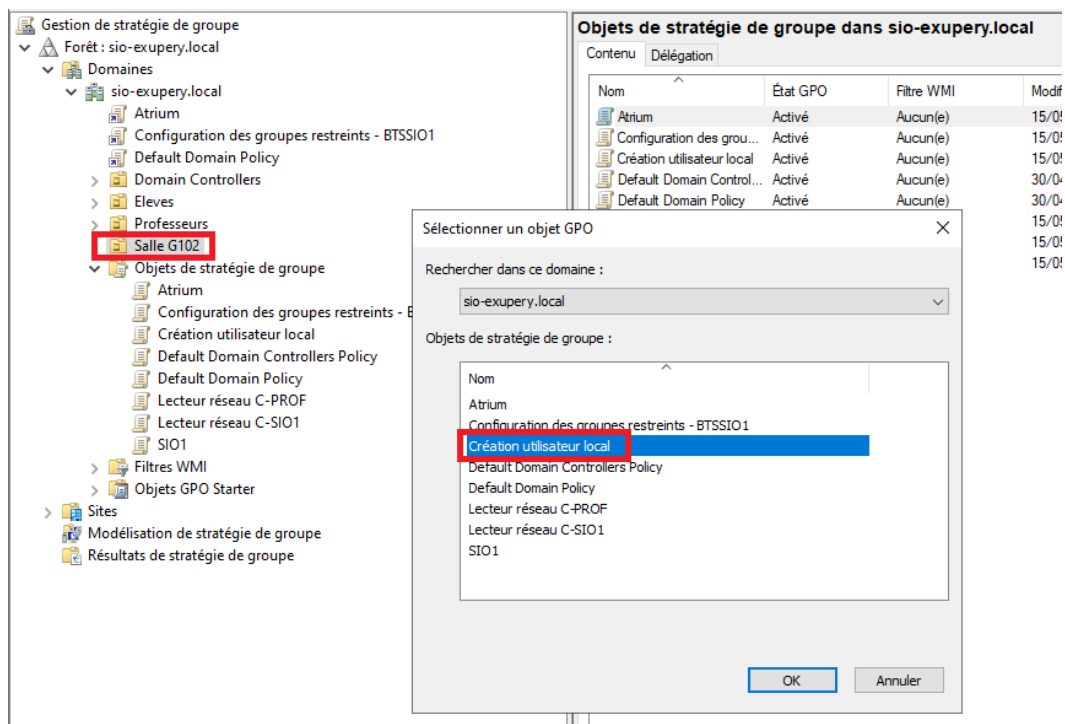 Gestion de stratégie de groupe
Forêt : sio-exupery.local
Domaines
sio-exupery.local
Atrium
Configuration des groupes restreints - BTSSIO1
Default Domain Policy
Domain Controllers
Eleves
Professeurs
Salle G102
Objets de stratégie de groupe
Atrium
Configuration des groupes restreints -
Création utilisateur local
Default Domain Controllers Policy
Default Domain Policy
Lecteur réseau C-PROF
Lecteur réseau C-SIO1
SIO1
Filtres WMI
Objets GPO Starter
Sites
Modélisation de stratégie de groupe
Résultats de stratégie de groupe
Objets de stratégie de groupe dans sio-exupery.local
Contenu Délégation
Nom État GPO Filtre WMI Modif
Atrium Activé Aucun(e) 15/0
Configuration des grou... Activé Aucun(e) 15/0
Création utilisateur local Activé Aucun(e) 15/0
Default Domain Control... Activé Aucun(e) 30/0
Default Domain Policy Activé Aucun(e) 30/0
15/0
15/0
15/0
Sélectionner un objet GPO
Rechercher dans ce domaine :
sio-exupery.local
Objets de stratégie de groupe :
Nom
Atrium
Configuration des groupes restreints - BTSSIO1
Création utilisateur local
Default Domain Controllers Policy
Default Domain Policy
Lecteur réseau C-PROF
Lecteur réseau C-SIO1
SIO1
OK Annuler